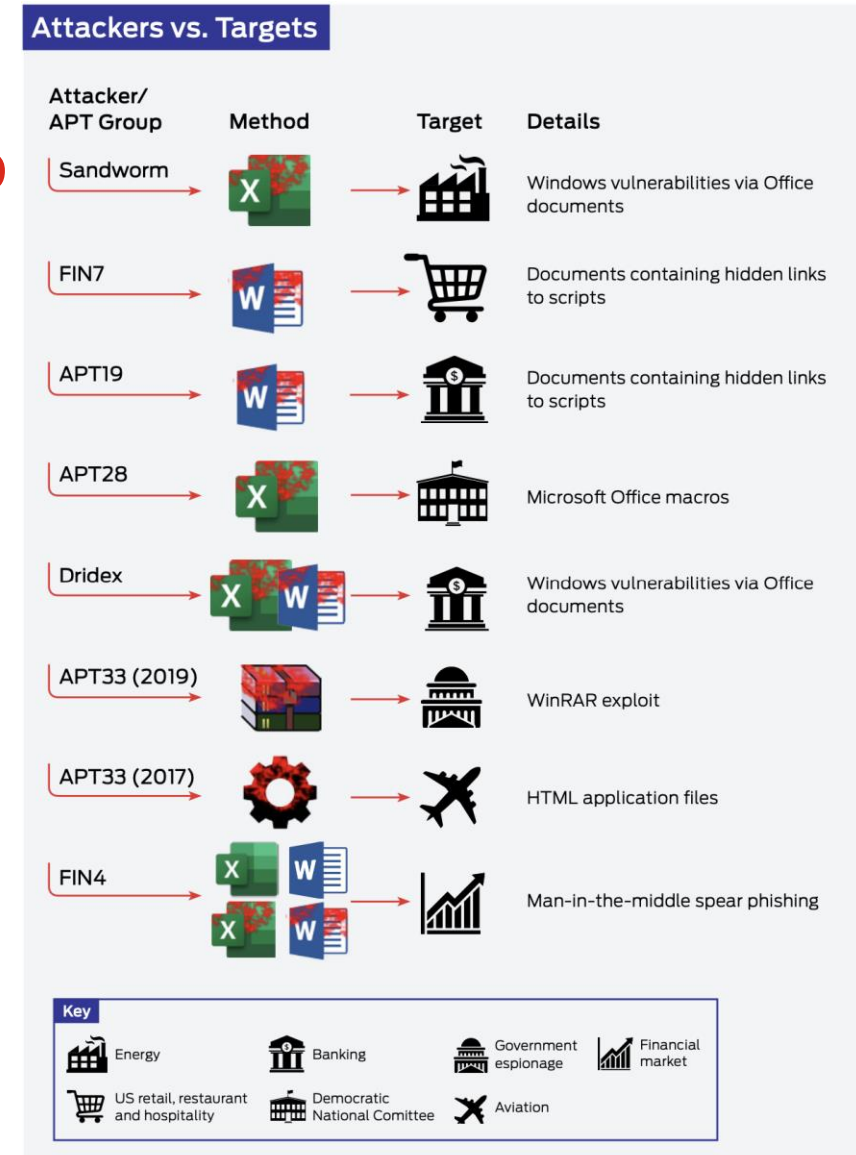 Attackers vs. Targets
Attacker/
APT Group
Method
Target
Details
Sandworm
X
Windows vulnerabilities via Office
documents
FIN7
W
Documents containing hidden links
to scripts
APT19
W
$
Documents containing hidden links
to scripts
APT28
X
Microsoft Office macros
Dridex
X
W
$
Windows vulnerabilities via Office
documents
APT33 (2019)
WinRAR exploit
APT33 (2017)
HTML application files
FIN4
X
W
X
W
Man-in-the-middle spear phishing
Key
Energy
$
Banking
Government
espionage
Financial
market
US retail, restaurant
and hospitality
Democratic
National Comittee
Aviation